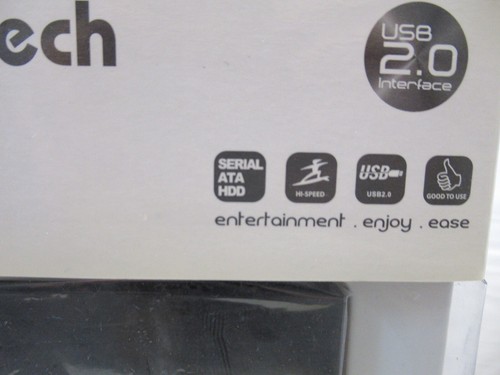 ech
USB
2.0
Interface
SERIAL
ATA
HDD
HI-SPEED
USB
USB2.0
GOOD TO USE
entertainment . enjoy . ease